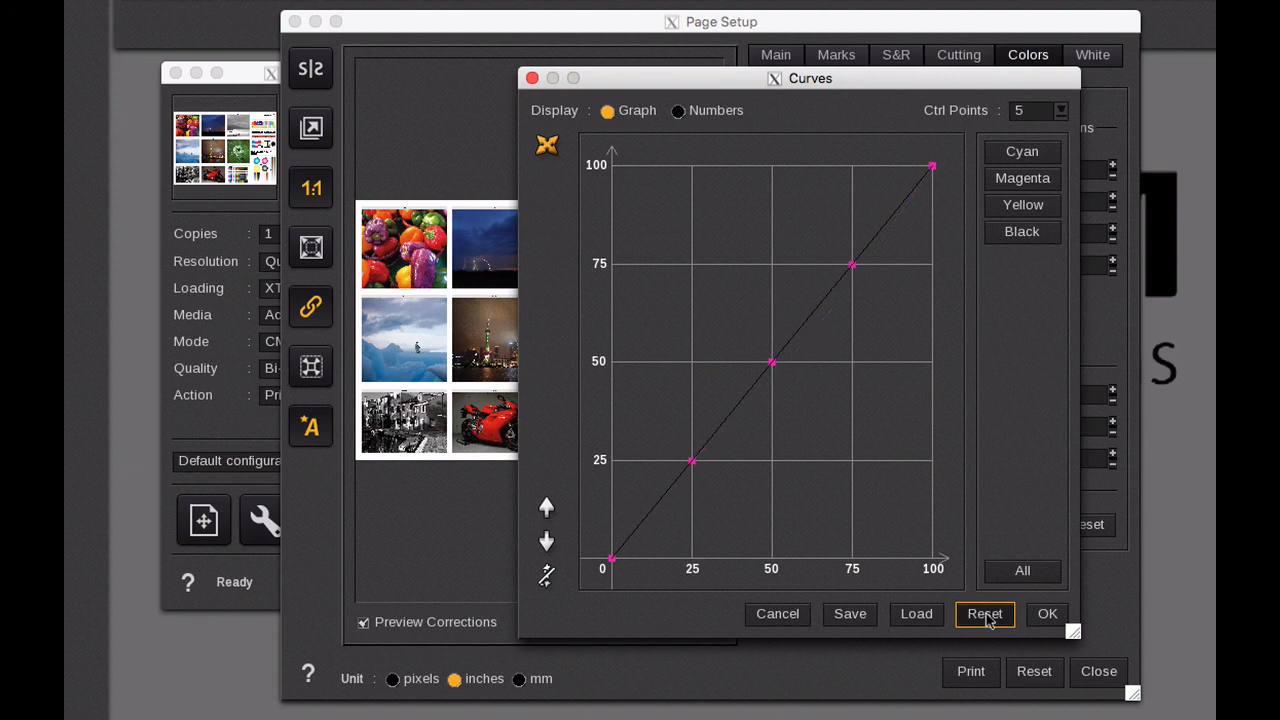 Page Setup
S|S
Main
Marks
S&R
Cutting
Colors
White
Curves
Display : Graph Numbers
Ctrl Points : 5
Cyan
Magenta
Yellow
Black
All
100
75
50
25
0 25 50 75 100
Cancel
Save
Load
Reset
OK
1:1
A
Copies : 1
Resolution :
Loading : XT
Media :
Mode :
Quality : Bi-
Action :
Default configura
? Ready
Preview Corrections
? Unit : pixels inches mm
Print
Reset
Close
S